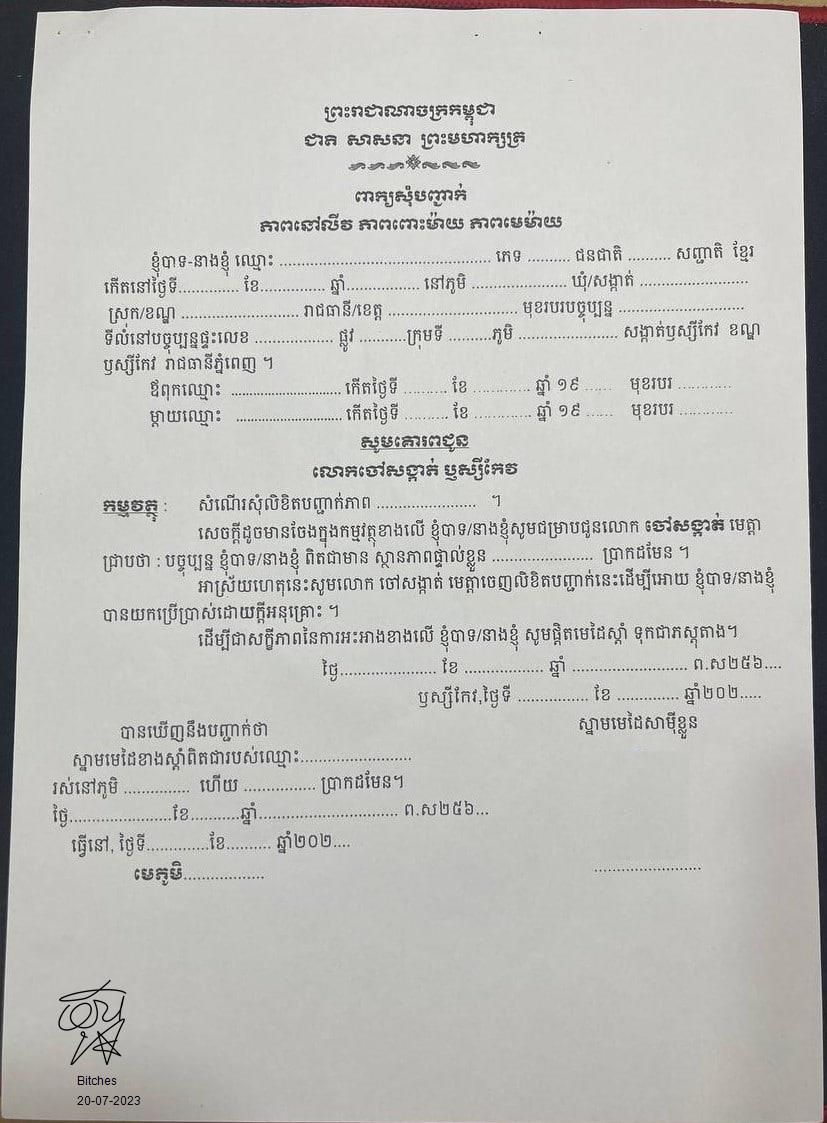 ព្រះរាជាណាចក្រកម្ពុជា
ជាតិ សាសនា ព្រះមហាក្សត្រ
ពាក្យសុំបញ្ជាក់
ភាពនៅលីវ ភាពពោះម៉ាយ ភាពមេម៉ាយ
ខ្ញុំបាទ-នាងខ្ញុំ ឈ្មោះ ................................................ ភេទ .......... ជនជាតិ .......... សញ្ជាតិ ខ្មែរ
កើតនៅថ្ងៃទី.............. ខែ............... ឆ្នាំ................. នៅភូមិ ...................... ឃុំ/សង្កាត់ .........................
ស្រុក/ខណ្ឌ ........................... រាជធានី/ខេត្ត .............................. មុខរបរបច្ចុប្បន្ន .............................
ទីលំនៅបច្ចុប្បន្នផ្ទះលេខ .................. ផ្លូវ ...........ក្រុមទី ..........ភូមិ ....................... សង្កាត់ឫស្សីកែវ ខណ្ឌ
ឫស្សីកែវ រាជធានីភ្នំពេញ ។
ឪពុកឈ្មោះ .......................... កើតថ្ងៃទី .......... ខែ ............. ឆ្នាំ ១៩ ...... មុខរបរ ............
ម្តាយឈ្មោះ ......................... កើតថ្ងៃទី .......... ខែ ............. ឆ្នាំ ១៩ ...... មុខរបរ ............
សូមគោរពជូន
លោកចៅសង្កាត់ ឫស្សីកែវ
កម្មវត្ថុ : សំណើរសុំលិខិតបញ្ជាក់ភាព ....................... ។
សេចក្តីដូចមានចែងក្នុងកម្មវត្ថុខាងលើ ខ្ញុំបាទ/នាងខ្ញុំសូមជម្រាបជូនលោក ចៅសង្កាត់ មេត្តា
ជ្រាបថា : បច្ចុប្បន្ន ខ្ញុំបាទ/នាងខ្ញុំ ពិតជាមាន ស្ថានភាពផ្ទាល់ខ្លួន ........................ ប្រាកដមែន ។
អាស្រ័យហេតុនេះសូមលោក ចៅសង្កាត់ មេត្តាចេញលិខិតបញ្ជាក់នេះដើម្បីអោយ ខ្ញុំបាទ/នាងខ្ញុំ
បានយកប្រើប្រាស់ដោយក្តីអនុគ្រោះ ។
ដើម្បីជាសក្ខីភាពនៃការអះអាងខាងលើ ខ្ញុំបាទ/នាងខ្ញុំ សូមផ្តិតមេដៃស្តាំ ទុកជាភស្តុតាង។
ថ្ងៃ...................... ខែ .................. ឆ្នាំ ........................... ព.ស២៥៦....
ឫស្សីកែវ,ថ្ងៃទី ................ ខែ .............. ឆ្នាំ២០២.....
ស្នាមមេដៃសាម៉ីខ្លួន
បានឃើញនឹងបញ្ជាក់ថា
ស្នាមមេដៃខាងស្តាំពិតជារបស់ឈ្មោះ..........................
រស់នៅភូមិ ............... ហើយ ................. ប្រាកដមែន។
ថ្ងៃ........................ខែ...........ឆ្នាំ................................ ព.ស២៥៦...
ធ្វើនៅ, ថ្ងៃទី..............ខែ.......... ឆ្នាំ២០២....
មេភូមិ...................
.........................
Bitches
20-07-2023